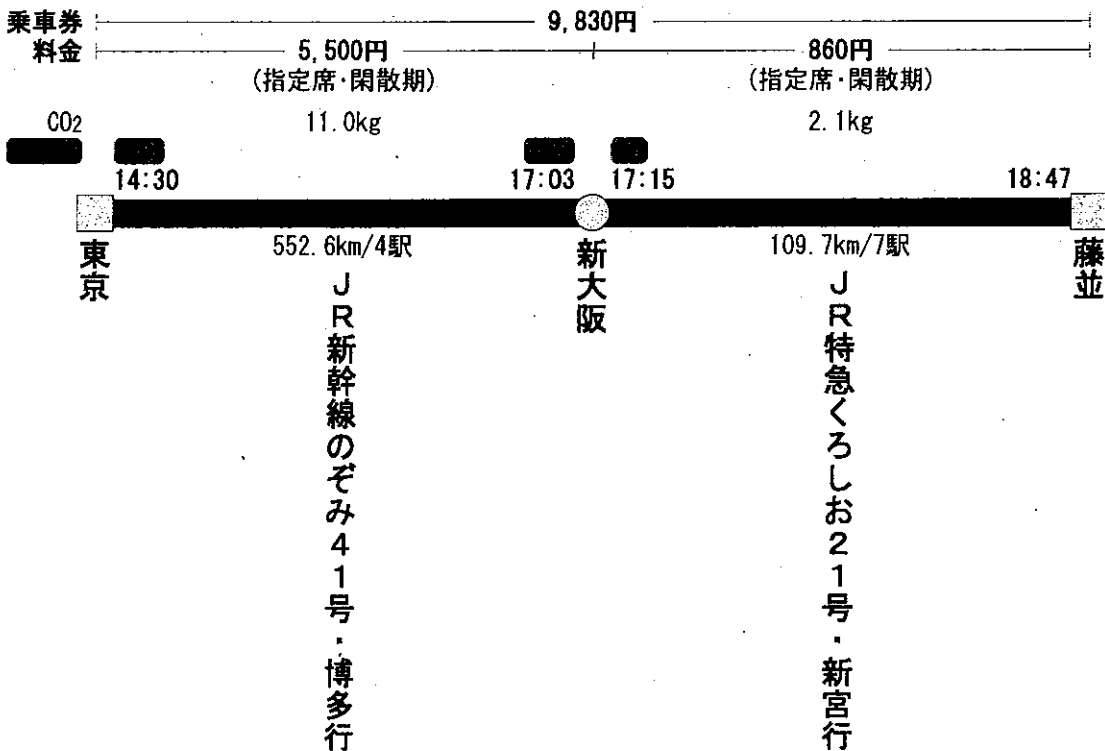 乗車券 9,830円
料金 5,500円 860円
(指定席・閑散期) (指定席・閑散期)
CO2 11.0kg 2.1kg
14:30 17:03 17:15 18:47
552.6km/4駅 109.7km/7駅
東京 新大阪 藤並
JR新幹線のぞみ41号・博多行
JR特急くろしお21号・新宮行